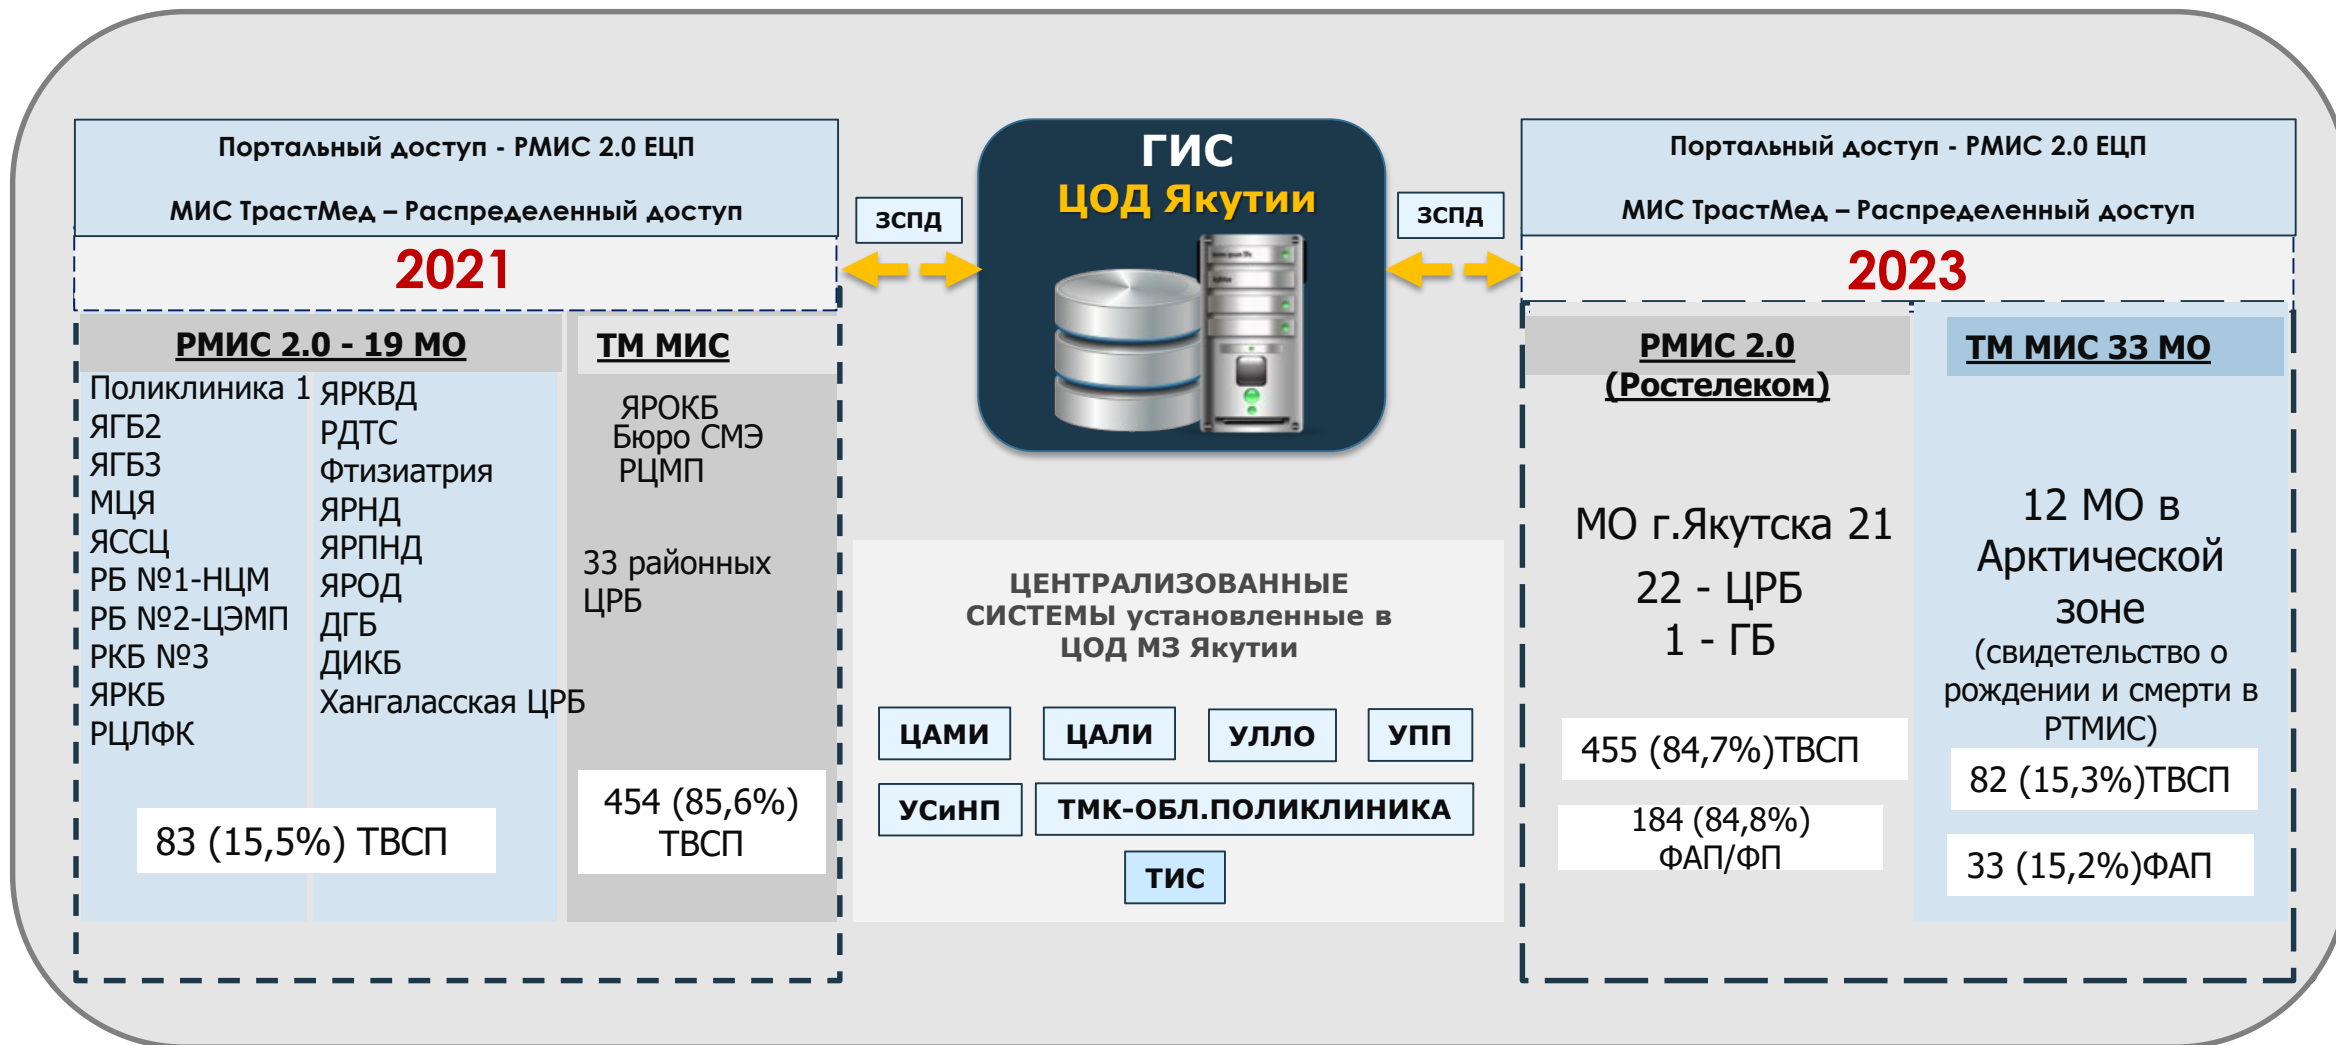 Портальный доступ - РМИС 2.0 ЕЦП
МИС ТрастМед – Распределенный доступ
2021
РМИС 2.0 - 19 МО
Поликлиника 1
ЯГБ2
ЯГБ3
МЦЯ
ЯССЦ
РБ №1-НЦМ
РБ №2-ЦЭМП
РКБ №3
ЯРКБ
РЦЛФК
ЯРКВД
РДТС
Фтизиатрия
ЯРНД
ЯРПНД
ЯРОД
ДГБ
ДИКБ
Хангаласская ЦРБ
83 (15,5%) ТВСП
ТМ МИС
ЯРОКБ
Бюро СМЭ
РЦМП
33 районных
ЦРБ
454 (85,6%)
ТВСП
ЗСПД
ГИС
ЦОД Якутии
ЗСПД
ЦЕНТРАЛИЗОВАННЫЕ
СИСТЕМЫ установленные в
ЦОД МЗ Якутии
ЦАМИ
ЦАЛИ
УЛЛО
УПП
УСиНП
ТМК-ОБЛ.ПОЛИКЛИНИКА
ТИС
Портальный доступ - РМИС 2.0 ЕЦП
МИС ТрастМед – Распределенный доступ
2023
РМИС 2.0
(Ростелеком)
МО г.Якутска 21
22 - ЦРБ
1 - ГБ
455 (84,7%)ТВСП
184 (84,8%)
ФАП/ФП
ТМ МИС 33 МО
12 МО в
Арктической
зоне
(свидетельство о
рождении и смерти в
РТМИС)
82 (15,3%)ТВСП
33 (15,2%)ФАП